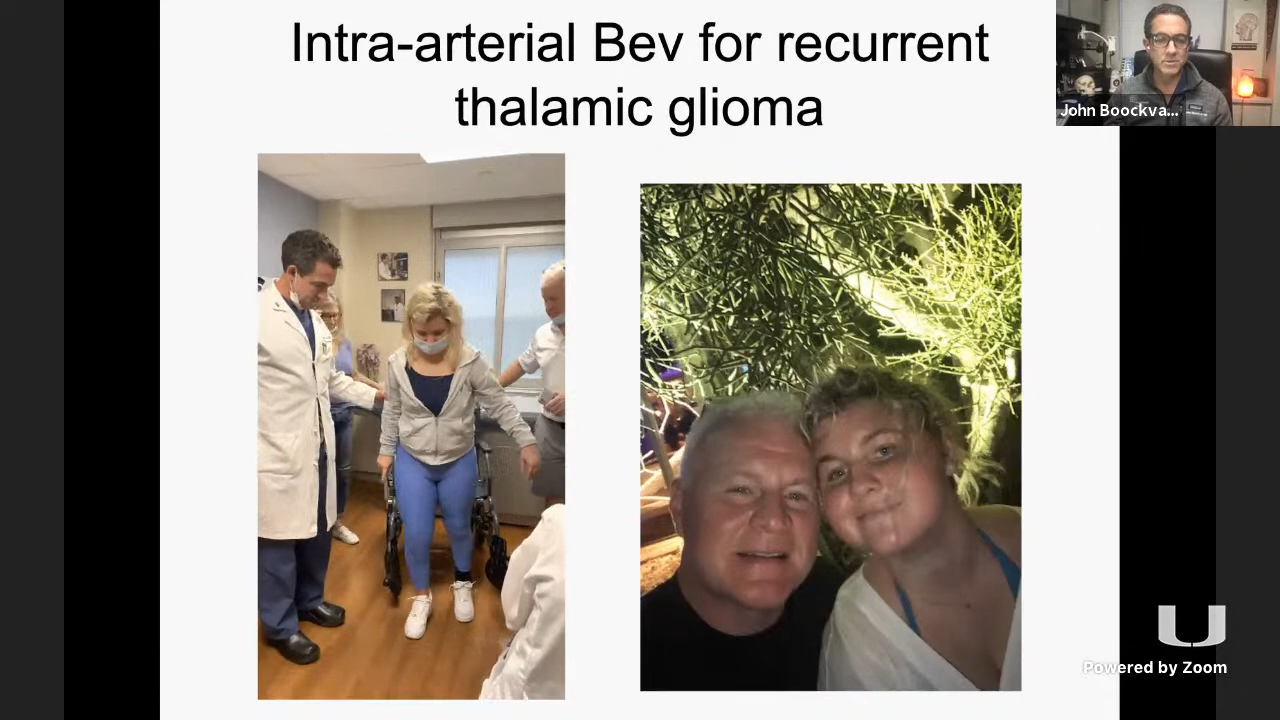 Intra-arterial Bev for recurrent
thalamic glioma
John Boockva...
Powered by Zoom